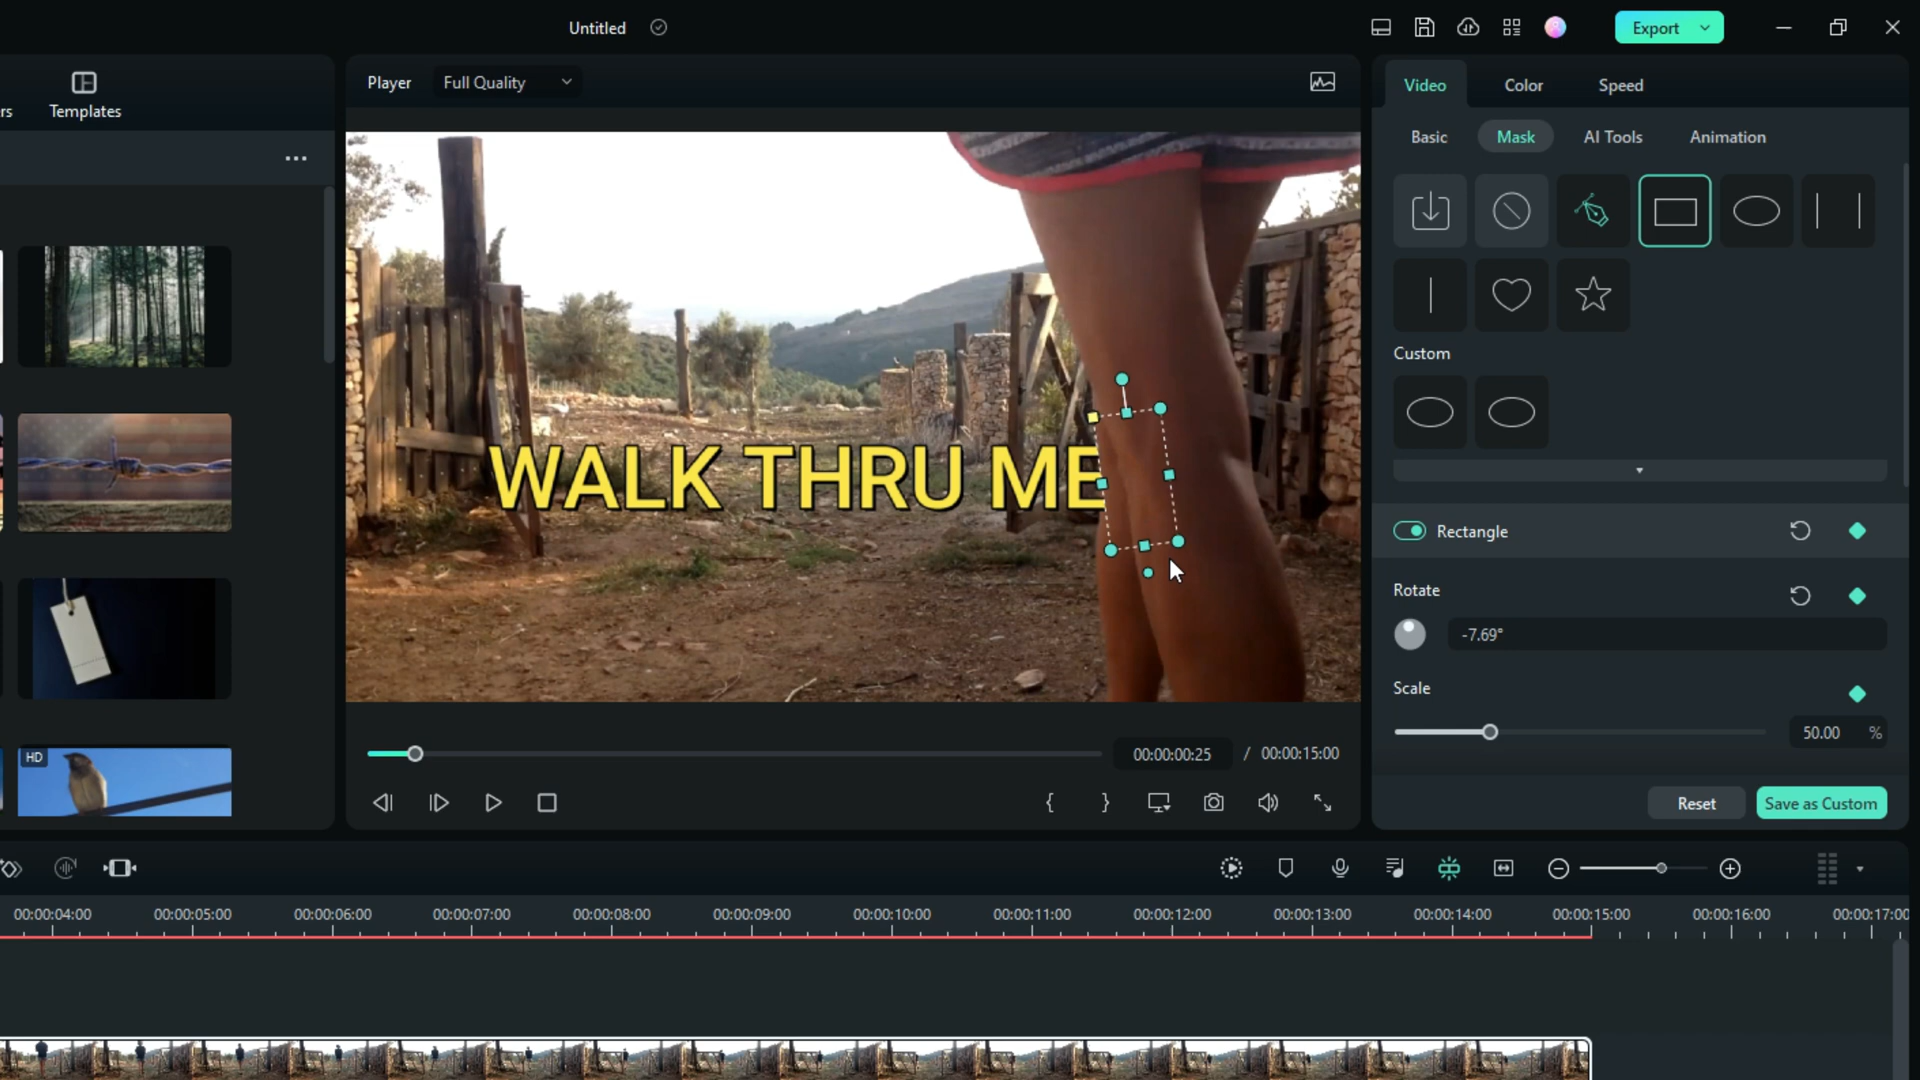 Untitled
Export
rs
Templates
Player
Full Quality
Video
Color
Speed
Basic
Mask
AI Tools
Animation
Custom
WALK THRU ME
Rectangle
Rotate
-7.69°
Scale
50.00 %
HD
00:00:00:25 / 00:00:15:00
Reset
Save as Custom
00:00:04:00
00:00:05:00
00:00:06:00
00:00:07:00
00:00:08:00
00:00:09:00
00:00:10:00
00:00:11:00
00:00:12:00
00:00:13:00
00:00:14:00
00:00:15:00
00:00:16:00
00:00:17:00